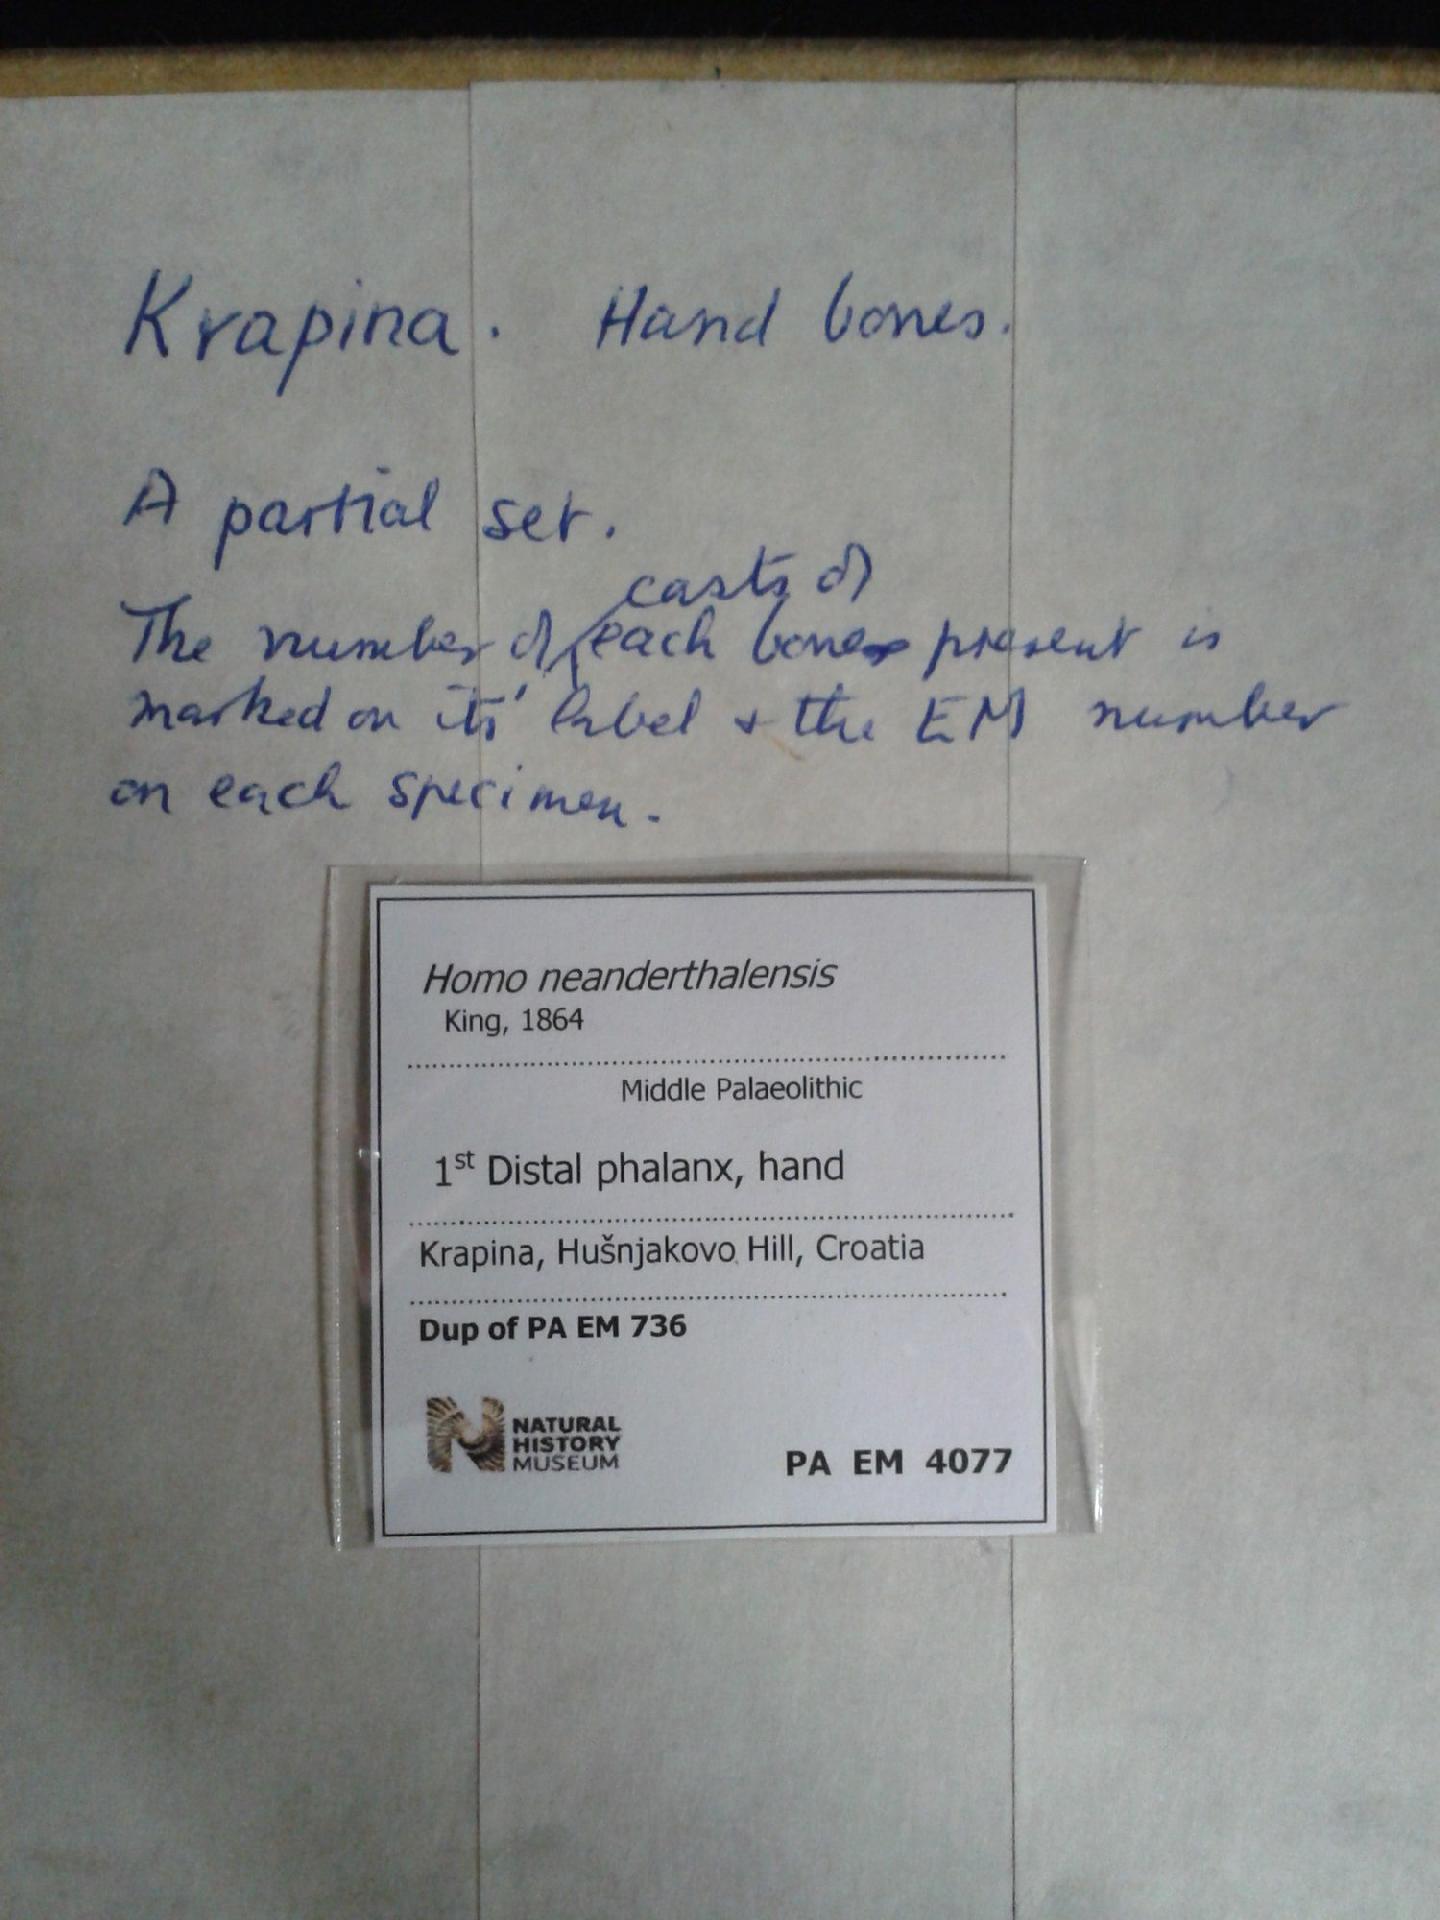 Krapina. Hand bones.
A partial set.
casts of
The number of each bone present is
marked on its' label + the EM number
on each specimen.
Homo neanderthalensis
King, 1864
Middle Palaeolithic
1st Distal phalanx, hand
Krapina, Hušnjakovo Hill, Croatia
Dup of PA EM 736
NATURAL
HISTORY
MUSEUM
PA EM 4077